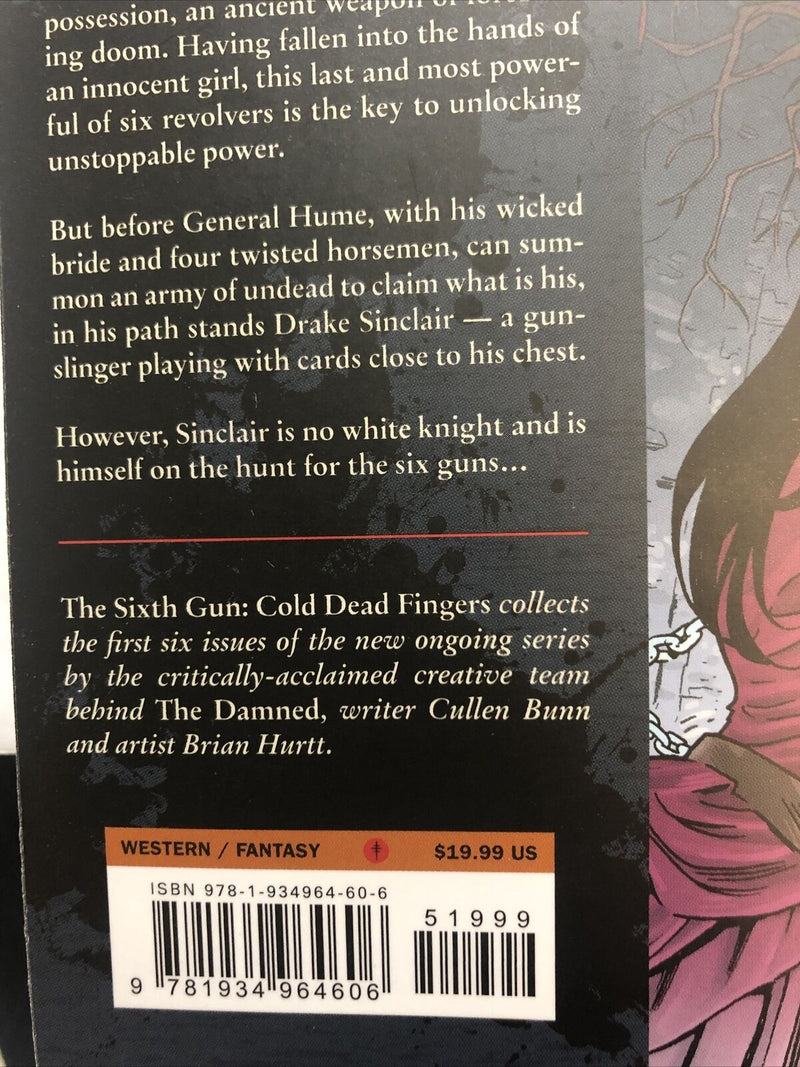 possession, an ancient weapon of
ing doom. Having fallen into the hands of
an innocent girl, this last and most power-
ful of six revolvers is the key to unlocking
unstoppable power.
But before General Hume, with his wicked
bride and four twisted horsemen, can sum-
mon an army of undead to claim what is his,
in his path stands Drake Sinclair — a gun-
slinger playing with cards close to his chest.
However, Sinclair is no white knight and is
himself on the hunt for the six guns...
The Sixth Gun: Cold Dead Fingers collects
the first six issues of the new ongoing series
by the critically-acclaimed creative team
behind The Damned, writer Cullen Bunn
and artist Brian Hurtt.
WESTERN / FANTASY $19.99 US
ISBN 978-1-934964-60-6
51999
9 781934 964606